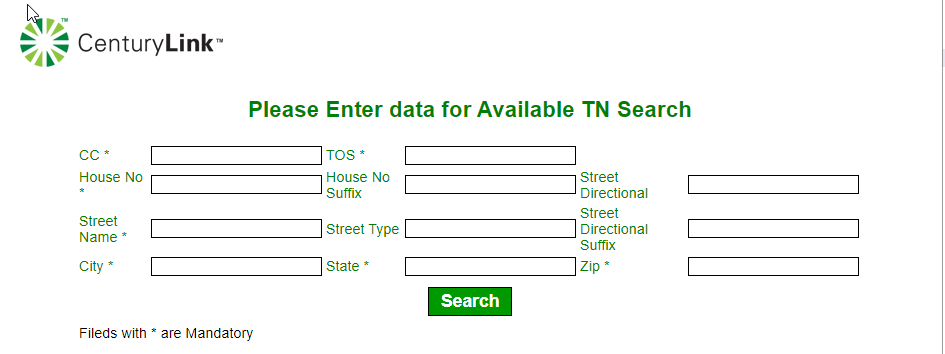 CenturyLink™
Please Enter data for Available TN Search
CC * TOS *
House No * House No Suffix Street Directional
Street Name * Street Type Street Directional Suffix
City * State * Zip *
Search
Fileds with * are Mandatory